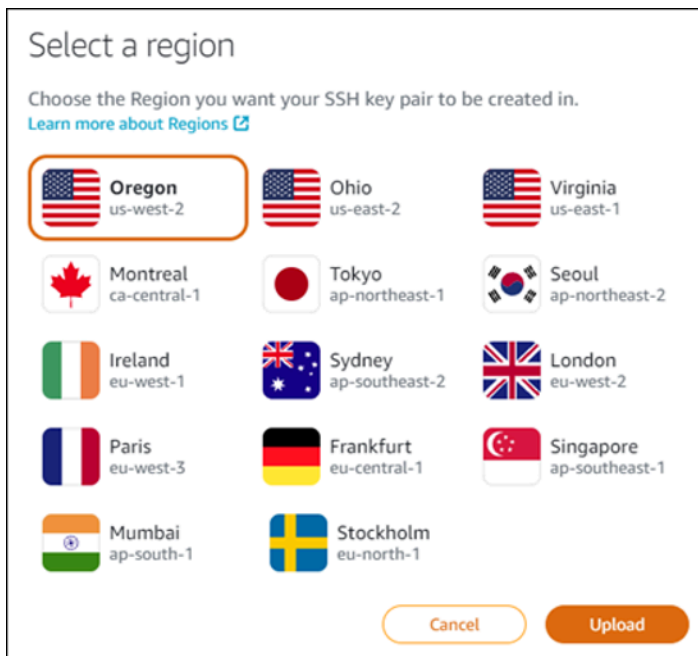 Select a region
Choose the Region you want your SSH key pair to be created in.
Learn more about Regions
Oregon
us-west-2
Ohio
us-east-2
Virginia
us-east-1
Montreal
ca-central-1
Tokyo
ap-northeast-1
Seoul
ap-northeast-2
Ireland
eu-west-1
Sydney
ap-southeast-2
London
eu-west-2
Paris
eu-west-3
Frankfurt
eu-central-1
Singapore
ap-southeast-1
Mumbai
ap-south-1
Stockholm
eu-north-1
Cancel
Upload